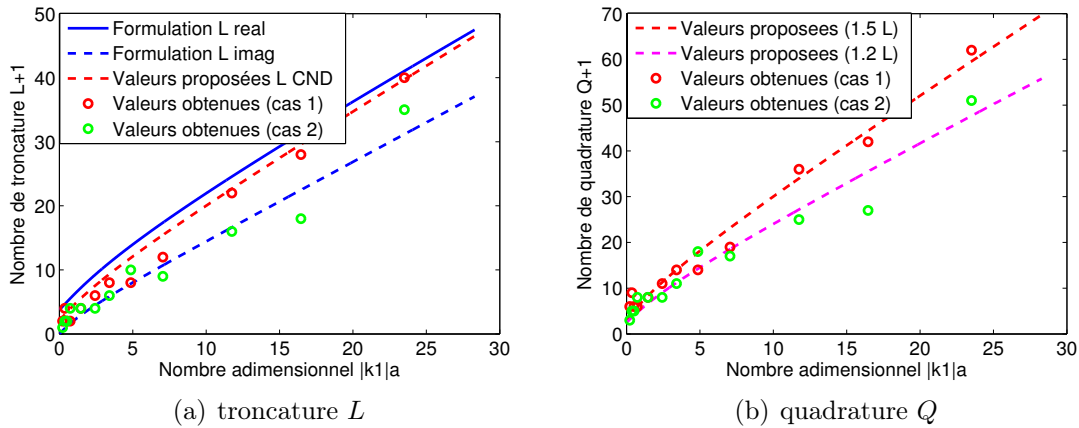 50
40
30
20
10
0
0
5
10
15
20
25
30
Nombre de troncature L+1
Nombre adimensionnel |k1|a
Formulation L real
Formulation L imag
Valeurs proposées L CND
Valeurs obtenues (cas 1)
Valeurs obtenues (cas 2)
(a) troncature L
70
60
50
40
30
20
10
0
0
5
10
15
20
25
30
Nombre de quadrature Q+1
Nombre adimensionnel |k1|a
Valeurs proposees (1.5 L)
Valeurs proposees (1.2 L)
Valeurs obtenues (cas 1)
Valeurs obtenues (cas 2)
(b) quadrature Q